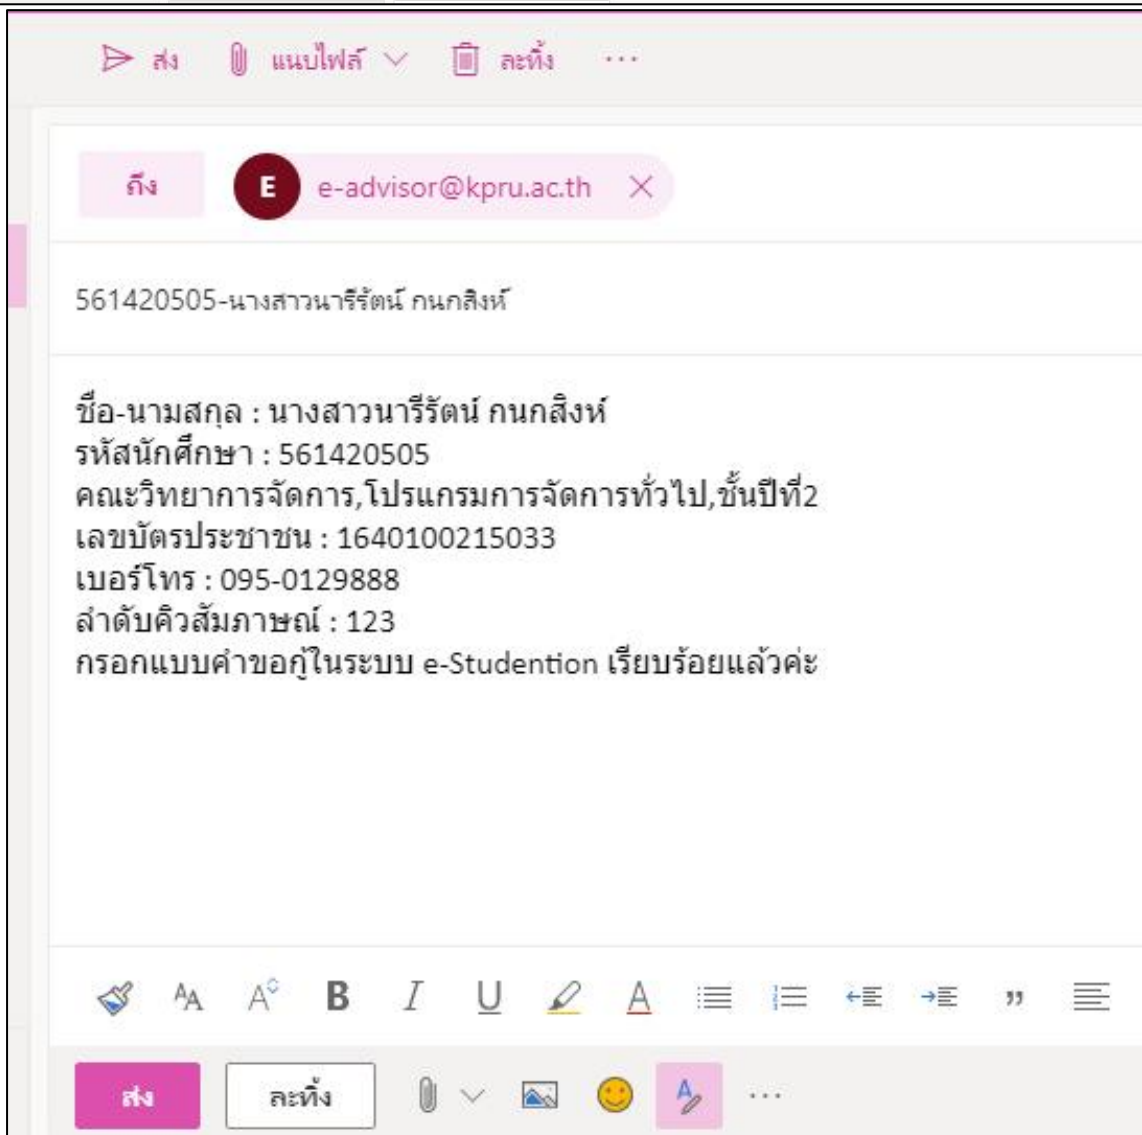 ส่ง แนบไฟล์ ละทิ้ง ...
ถึง E e-advisor@kpru.ac.th
561420505-นางสาวนารีรัตน์ กนกสิงห์
ชื่อ-นามสกุล : นางสาวนารีรัตน์ กนกสิงห์
รหัสนักศึกษา : 561420505
คณะวิทยาการจัดการ,โปรแกรมการจัดการทั่วไป,ชั้นปีที่2
เลขบัตรประชาชน : 1640100215033
เบอร์โทร : 095-0129888
ลำดับคิวสัมภาษณ์ : 123
กรอกแบบคำขอกู้ในระบบ e-Studention เรียบร้อยแล้วค่ะ
B I U A
ส่ง ละทิ้ง ...